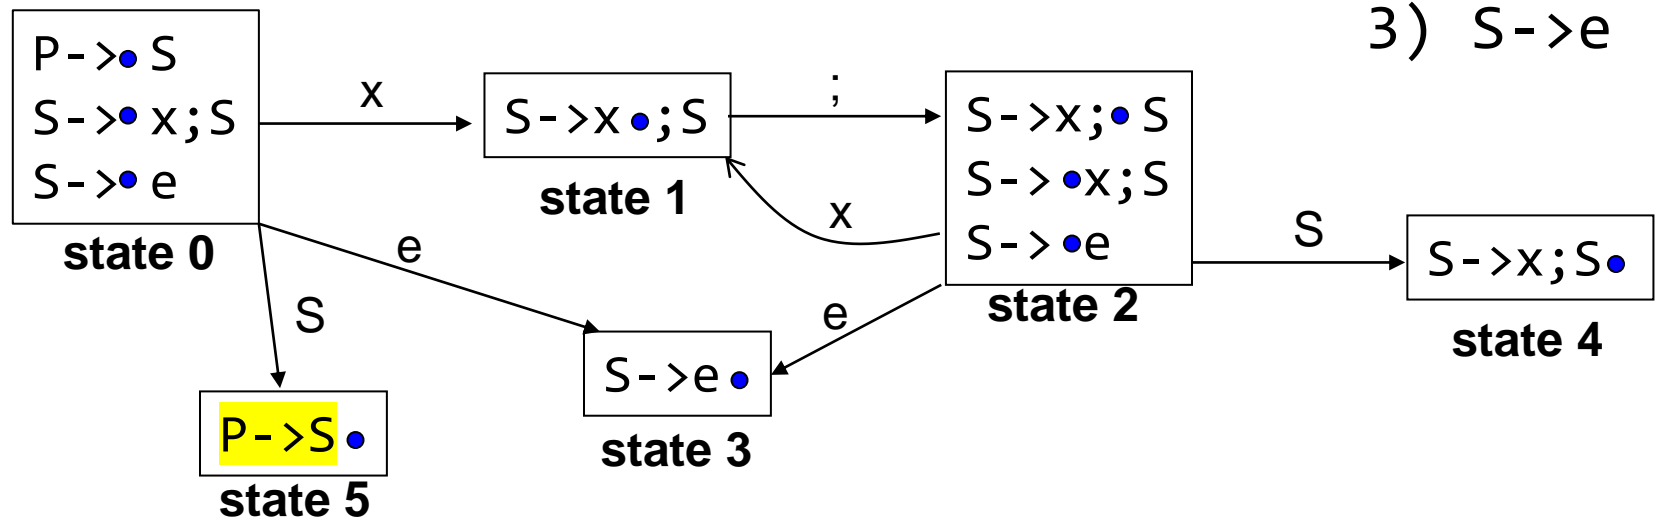 3) S->e
P->• S
S->• x;S
S->• e
state 0
x
S->x•;S
state 1
;
S->x;• S
S->•x;S
S->•e
state 2
x
S
S->x;S•
state 4
e
e
S
S->e•
state 3
P->S•
state 5